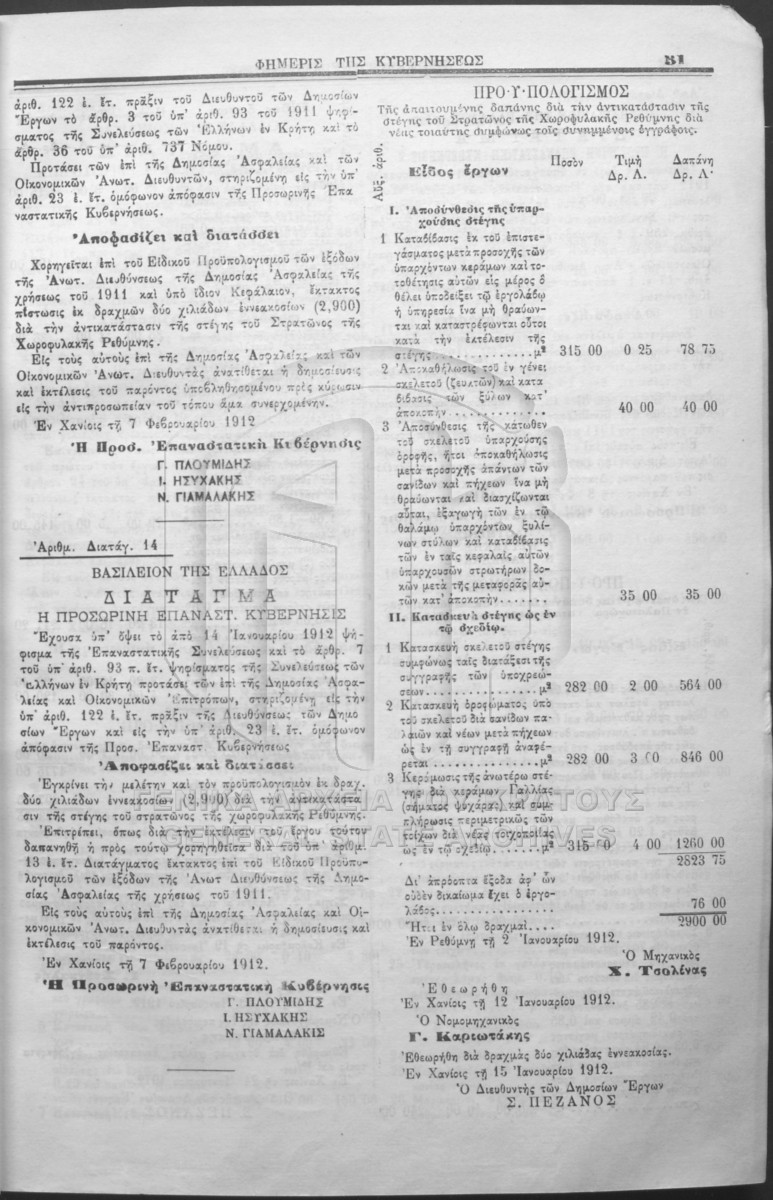 ΦΗΜΕΡΙΣ ΤΗΣ ΚΥΒΕΡΝΗΣΕΩΣ 31
ἀριθ. 122 ἐ. ἔτ. πρᾶξιν τοῦ Διευθυντοῦ τῶν Δημοσίων
Ἔργων τὸ ἄρθρ. 3 τοῦ ὑπ' ἀριθ. 93 τοῦ 1911 ψηφί-
σματος τῆς Συνελεύσεως τῶν Ἑλλήνων ἐν Κρήτῃ καὶ τὸ
ἄρθρ. 36 τοῦ ὑπ' ἀριθ. 737 Νόμου.
Προτάσει τῶν ἐπὶ τῆς Δημοσίας Ἀσφαλείας καὶ τῶν
Οἰκονομικῶν Ἀνωτ. Διευθυντῶν, στηριζομένῃ εἰς τὴν ὑπ'
ἀριθ. 23 ἐ. ἔτ. ὁμόφωνον ἀπόφασιν τῆς Προσωρινῆς Ἐπα
ναστατικῆς Κυβερνήσεως.
Ἀποφασίζει καὶ διατάσσει
Χορηγεῖται ἐπὶ τοῦ Εἰδικοῦ Προϋπολογισμοῦ τῶν ἐξόδων
τῆς Ἀνωτ. Διευθύνσεως τῆς Δημοσίας Ἀσφαλείας τῆς
χρήσεως τοῦ 1911 καὶ ὑπὸ ἴδιον Κεφάλαιον, ἔκτακτος
πίστωσις ἐκ δραχμῶν δύο χιλιάδων ἐννεακοσίων (2,900)
διὰ τὴν ἀντικατάστασιν τῆς στέγης τοῦ Στρατῶνος τῆς
Χωροφυλακῆς Ρεθύμνης.
Εἰς τοὺς αὐτοὺς ἐπὶ τῆς Δημοσίας Ἀσφαλείας καὶ τῶν
Οἰκονομικῶν Ἀνωτ. Διευθυντὰς ἀνατίθεται ἡ δημοσίευσις
καὶ ἐκτέλεσις τοῦ παρόντος ὑποβληθησομένου πρὸς κύρωσιν
εἰς τὴν ἀντιπροσωπείαν τοῦ τόπου ἅμα συνερχομένην.
Ἐν Χανίοις τῇ 7 Φεβρουαρίου 1912
Ἡ Προσ. Ἐπαναστατικὴ Κυβέρνησις
Γ. ΠΛΟΥΜΙΔΗΣ
Ι. ΗΣΥΧΑΚΗΣ
Ν. ΓΙΑΜΑΛΑΚΗΣ
Ἀριθμ. Διατάγ. 14
ΒΑΣΙΛΕΙΟΝ ΤΗΣ ΕΛΛΑΔΟΣ
ΔΙΑΤΑΓΜΑ
Η ΠΡΟΣΩΡΙΝΗ ΕΠΑΝΑΣΤ. ΚΥΒΕΡΝΗΣΙΣ
Ἔχουσα ὑπ' ὄψει τὸ ἀπὸ 14 Ἰανουαρίου 1912 ψή-
φισμα τῆς Ἐπαναστατικῆς Συνελεύσεως καὶ τὸ ἄρθρ. 7
τοῦ ὑπ' ἀριθ. 93 π. ἔτ. ψηφίσματος τῆς Συνελεύσεως τῶν
Ἑλλήνων ἐν Κρήτῃ προτάσει τῶν ἐπὶ τῆς Δημοσίας Ἀσφα-
λείας καὶ Οἰκονομικῶν Ἐπιτρόπων, στηριζομένῃ εἰς τὴν
ὑπ' ἀριθ. 122 ἐ. ἔτ. πρᾶξιν τῆς Διευθύνσεως τῶν Δημο
σίων Ἔργων καὶ εἰς τὴν ὑπ' ἀριθ. 23 ἐ. ἔτ. ὁμόφωνον
ἀπόφασιν τῆς Προσ. Ἐπαναστ. Κυβερνήσεως
Ἀποφασίζει καὶ διατάσσει
Ἐγκρίνει τὴν μελέτην καὶ τὸν προϋπολογισμὸν ἐκ δραχ.
δύο χιλιάδων ἐννεακοσίων (2,900) διὰ τὴν ἀντικατάστα
σιν τῆς στέγης τοῦ στρατῶνος τῆς χωροφυλακῆς Ρεθύμνης.
Ἐπιτρέπει, ὅπως διὰ τὴν ἐκτέλεσιν τοῦ ἔργου τούτου
δαπανηθῇ ἡ πρὸς τοῦτο χορηγηθεῖσα διὰ τοῦ ὑπ' ἀριθμ.
13 ἐ. ἔτ. Διατάγματος ἔκτακτος ἐπὶ τοῦ Εἰδικοῦ Προϋπο-
λογισμοῦ τῶν ἐξόδων τῆς Ἀνωτ Διευθύνσεως τῆς Δημο-
σίας Ἀσφαλείας τῆς χρήσεως τοῦ 1911.
Εἰς τοὺς αὐτοὺς ἐπὶ τῆς Δημοσίας Ἀσφαλείας καὶ Οἰ-
κονομικῶν Ἀνωτ. Διευθυντὰς ἀνατίθεται ἡ δημοσίευσις καὶ
ἐκτέλεσις τοῦ παρόντος.
Ἐν Χανίοις τῇ 7 Φεβρουαρίου 1912.
Ἡ Προσωρινὴ Ἐπαναστατικὴ Κυβέρνησις
Γ. ΠΛΟΥΜΙΔΗΣ
Ι. ΗΣΥΧΑΚΗΣ
Ν. ΓΙΑΜΑΛΑΚΙΣ
ΠΡΟ·Υ·ΠΟΛΟΓΙΣΜΟΣ
Τῆς ἀπαιτουμένης δαπάνης διὰ τὴν ἀντικατάστασιν τῆς
στέγης τοῦ Στρατῶνος τῆς Χωροφυλακῆς Ρεθύμνης διὰ
νέας τοιαύτης συμφώνως τοῖς συνημμένοις ἐγγράφοις.
Αὐξ. ἀριθ. Εἶδος ἔργων Ποσὸν Τιμὴ Δαπάνη
Δρ. Λ. Δρ. Λ.
I. Ἀποσύνθεσις τῆς ὑπαρ-
χούσης στέγης
1 Καταβίβασις ἐκ τοῦ ἐπιστε-
γάσματος μετὰ προσοχῆς τῶν
ὑπαρχόντων κεράμων καὶ το-
ποθέτησις αὐτῶν εἰς μέρος ὃ
θέλει ὑποδείξει τῷ ἐργολάβῳ
ἡ ὑπηρεσία ἵνα μὴ θραύων-
ται καὶ καταστρέφωνται οὗτοι
κατὰ τὴν ἐκτέλεσιν τῆς
στέγης ............ μ² 315 00 0 25 78 75
2 Ἀποκαθήλωσις τοῦ ἐν γένει
σκελετοῦ (ζευκτῶν) καὶ κατα
βίβασις τῶν ξύλων κατ'
ἀποκοπὴν ............ 40 00 40 00
3 Ἀποσύνθεσις τῆς κάτωθεν
τοῦ σκελετοῦ ὑπαρχούσης
ὀροφῆς, ἤτοι ἀποκαθήλωσις
μετὰ προσοχῆς ἁπάντων τῶν
σανίδων καὶ πήχεων ἵνα μὴ
θραύωνται καὶ διασχίζωνται
αὗται, ἐξαγωγὴ τῶν ἐν τῷ
θαλάμῳ ὑπαρχόντων ξυλί-
νων στύλων καὶ καταβίβασις
τῶν ἐν ταῖς κεφαλαῖς αὐτῶν
ὑπαρχουσῶν στρωτήρων δο-
κῶν μετὰ τῆς μεταφορᾶς αὐ-
τῶν κατ' ἀποκοπήν....... 35 00 35 00
II. Κατασκευὴ στέγης ὡς ἐν
τῷ σχεδίῳ.
1 Κατασκευὴ σκελετοῦ στέγης
συμφώνως ταῖς διατάξεσι τῆς
συγγραφῆς τῶν ὑποχρεώ-
σεων............ μ² 282 00 2 00 564 00
2 Κατασκευὴ ὀροφώματος ὑπὸ
τοῦ σκελετοῦ διὰ σανίδων πα-
λαιῶν καὶ νέων μετὰ πήχεων
ὡς ἐν τῇ συγγραφῇ ἀναφέ-
ρεται ............ μ² 282 00 3 00 846 00
3 Κεράμωσις τῆς ἀνωτέρω στέ-
γης διὰ κεράμων Γαλλίας
(σήματος ψυχάρας) καὶ συμ-
πλήρωσις περιμετρικῶς τῶν
τοίχων διὰ νέας τοιχοποιΐας
ὡς ἐν τῷ σχεδίῳ....... μ² 315 00 4 00 1260 00
2823 75
Δι' ἀπρόοπτα ἔξοδα ἀφ' ὧν
οὐδὲν δικαίωμα ἔχει ὁ ἐργο-
λάβος............ 76 00
Ἤτοι ἐν ὅλῳ δραχμαί.... 2900 00
Ἐν Ρεθύμνῃ τῇ 2 Ἰανουαρίου 1912.
Ὁ Μηχανικὸς
Χ. Τσολίνας
Ἐθεωρήθη
Ἐν Χανίοις τῇ 12 Ἰανουαρίου 1912.
Ὁ Νομομηχανικὸς
Γ. Καριωτάκης
Ἐθεωρήθη διὰ δραχμὰς δύο χιλιάδας ἐννεακοσίας.
Ἐν Χανίοις τῇ 15 Ἰανουαρίου 1912.
Ὁ Διευθυντὴς τῶν Δημοσίων Ἔργων
Σ. ΠΕΖΑΝΟΣ